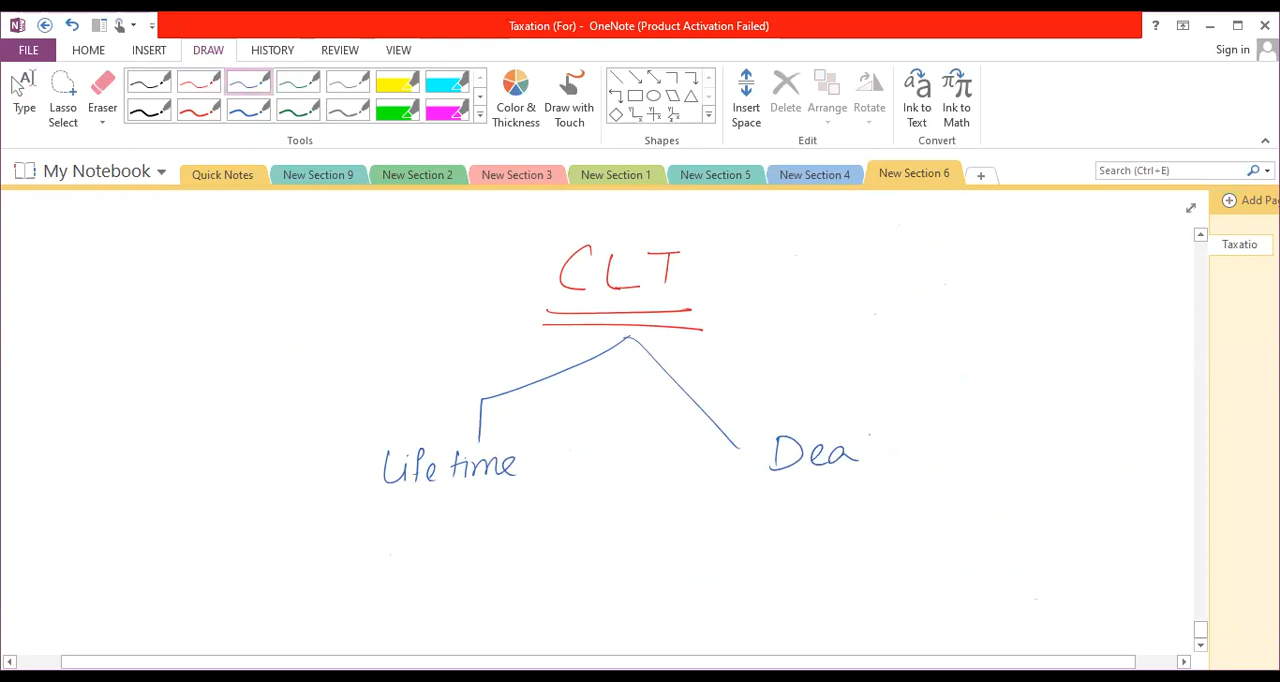 Taxation (For) - OneNote (Product Activation Failed)
?
FILE HOME INSERT DRAW HISTORY REVIEW VIEW
Sign in
Type
Lasso Select
Eraser
Color & Thickness
Draw with Touch
Insert Space
Delete
Arrange
Rotate
Ink to Text
Ink to Math
Tools Shapes Edit Convert
My Notebook Quick Notes New Section 9 New Section 2 New Section 3 New Section 1 New Section 5 New Section 4 New Section 6
Search (Ctrl+E)
Add Pa
Taxatio
CLT
Life time Dea